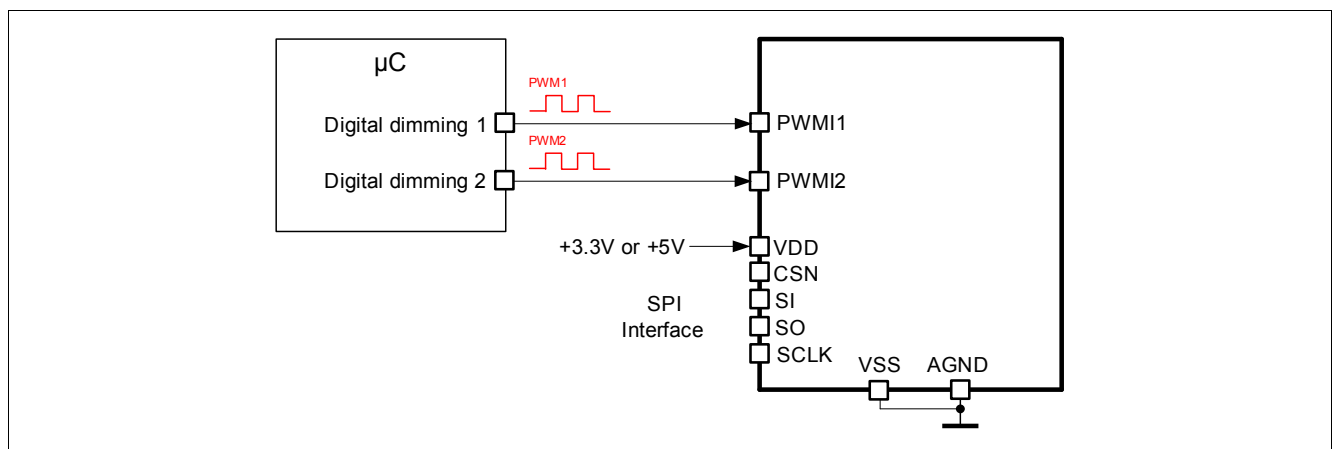 µC
PWM1
Digital dimming 1
PWMI1
PWM2
Digital dimming 2
PWMI2
+3.3V or +5V
VDD
CSN
SPI
Interface
SI
SO
SCLK
VSS
AGND